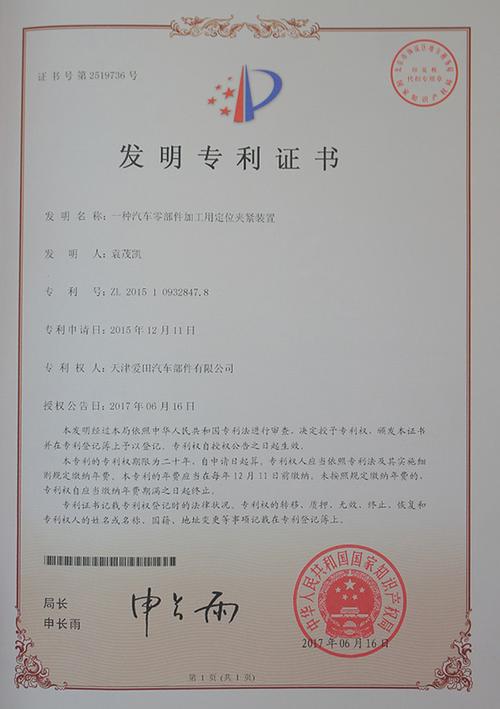 证书号第2519736号
发明专利证书
发明名称：一种汽车零部件加工用定位夹紧装置
发明人：袁茂凯
专利号：ZL 2015 1 0932847.8
专利申请日：2015年12月11日
专利权人：天津爱田汽车部件有限公司
授权公告日：2017年06月16日
本发明经过本局依照中华人民共和国专利法进行审查，决定授予专利权，颁发本证书
并在专利登记簿上予以登记。专利权自授权公告之日起生效。
本专利的专利权期限为二十年，自申请日起算。专利权人应当依照专利法及其实施细
则规定缴纳年费。本专利的年费应当在每年12月11日前缴纳。未按照规定缴纳年费的，
专利权自应当缴纳年费期满之日起终止。
专利证书记载专利权登记时的法律状况。专利权的转移、质押、无效、终止、恢复和
专利权人的姓名或名称、国籍、地址变更等事项记载在专利登记簿上。
局长
申长雨
申长雨
中华人民共和国国家知识产权局
2017年06月16日
第1页(共1页)